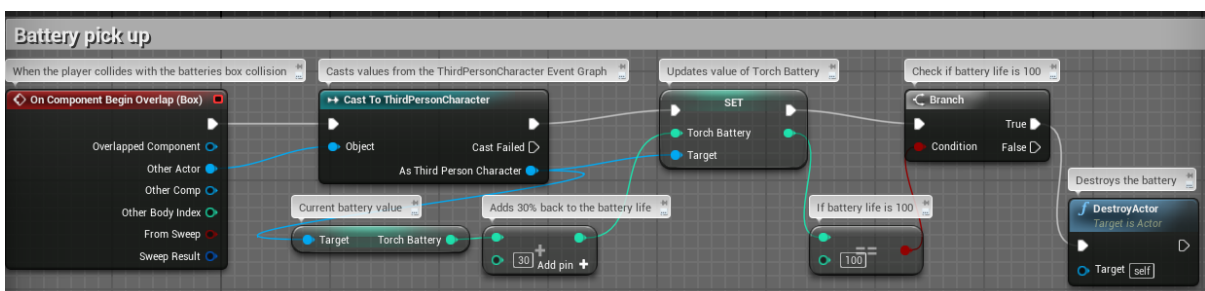 Battery pick up
When the player collides with the batteries box collision
Casts values from the ThirdPersonCharacter Event Graph
Updates value of Torch Battery
Check if battery life is 100
On Component Begin Overlap (Box)
Overlapped Component
Other Actor
Other Comp
Other Body Index
From Sweep
Sweep Result
Cast To ThirdPersonCharacter
Object
Cast Failed
As Third Person Character
SET
Torch Battery
Target
Branch
True
Condition
False
Current battery value
Target
Torch Battery
Adds 30% back to the battery life
30
Add pin
If battery life is 100
100
==
Destroys the battery
DestroyActor
Target is Actor
Target self